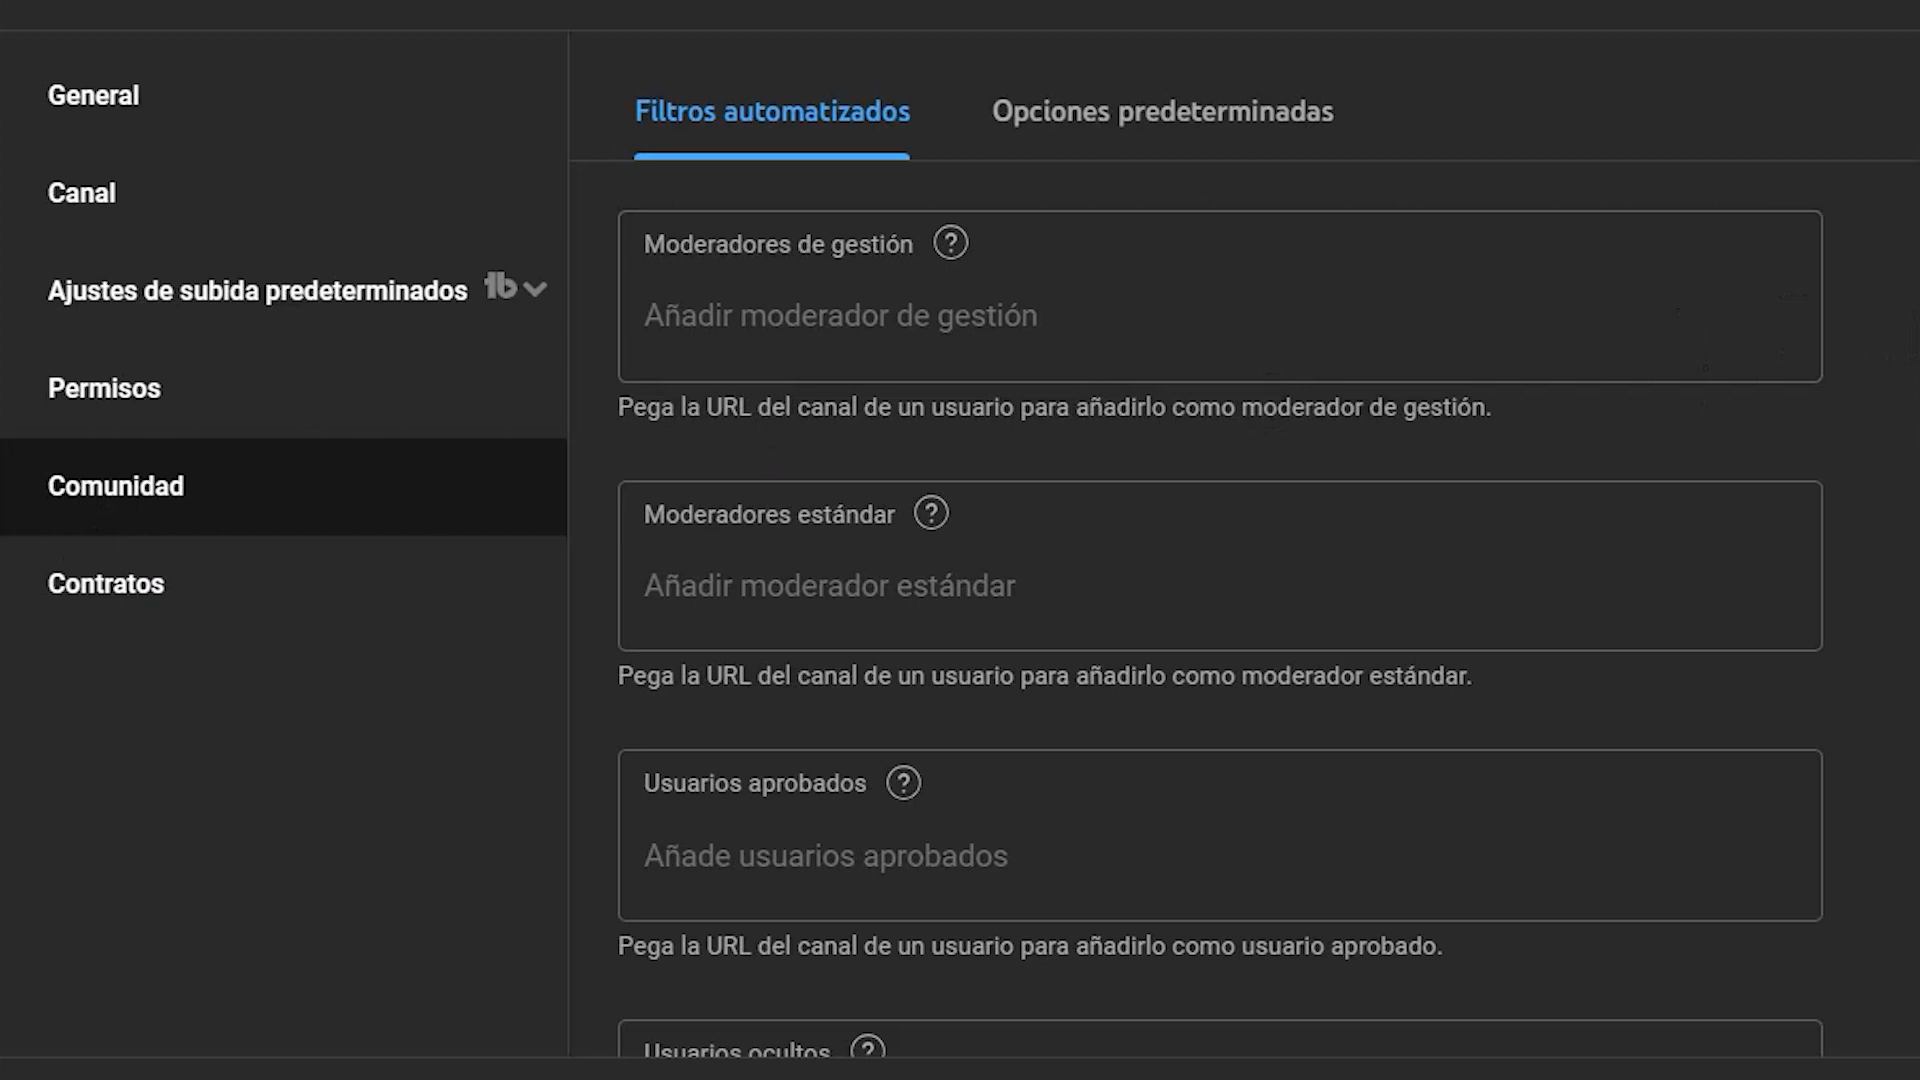 General
Canal
Ajustes de subida predeterminados tb
Permisos
Comunidad
Contratos
Filtros automatizados
Opciones predeterminadas
Moderadores de gestión ?
Añadir moderador de gestión
Pega la URL del canal de un usuario para añadirlo como moderador de gestión.
Moderadores estándar ?
Añadir moderador estándar
Pega la URL del canal de un usuario para añadirlo como moderador estándar.
Usuarios aprobados ?
Añade usuarios aprobados
Pega la URL del canal de un usuario para añadirlo como usuario aprobado.
Usuarios ocultos ?